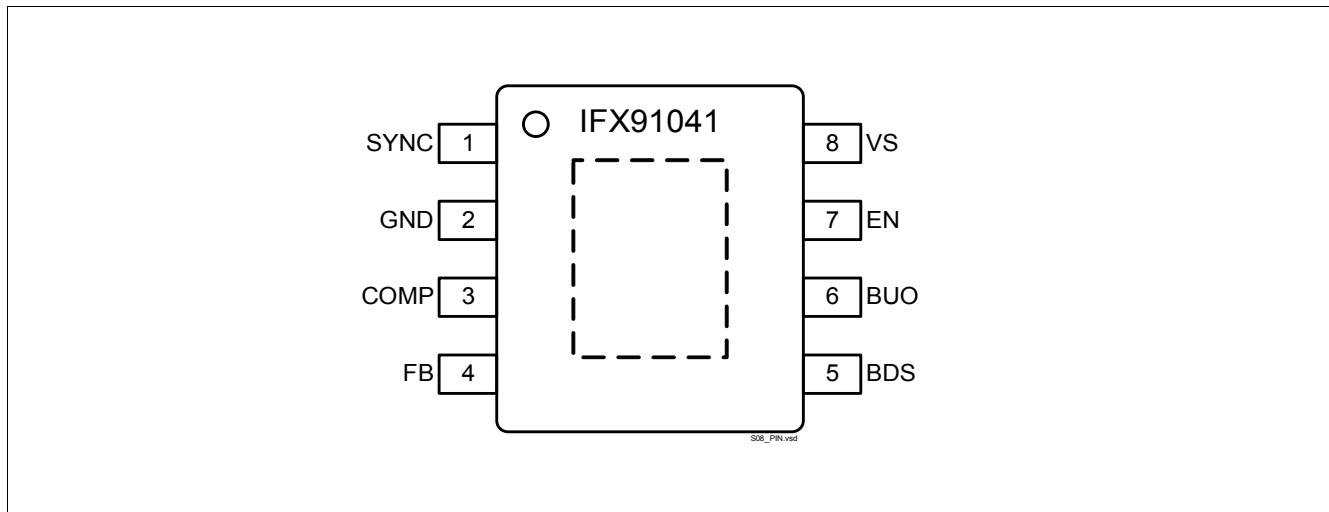 IFX91041
SYNC 1
8 VS
GND 2
7 EN
COMP 3
6 BUO
FB 4
5 BDS
S08_PIN.vsd